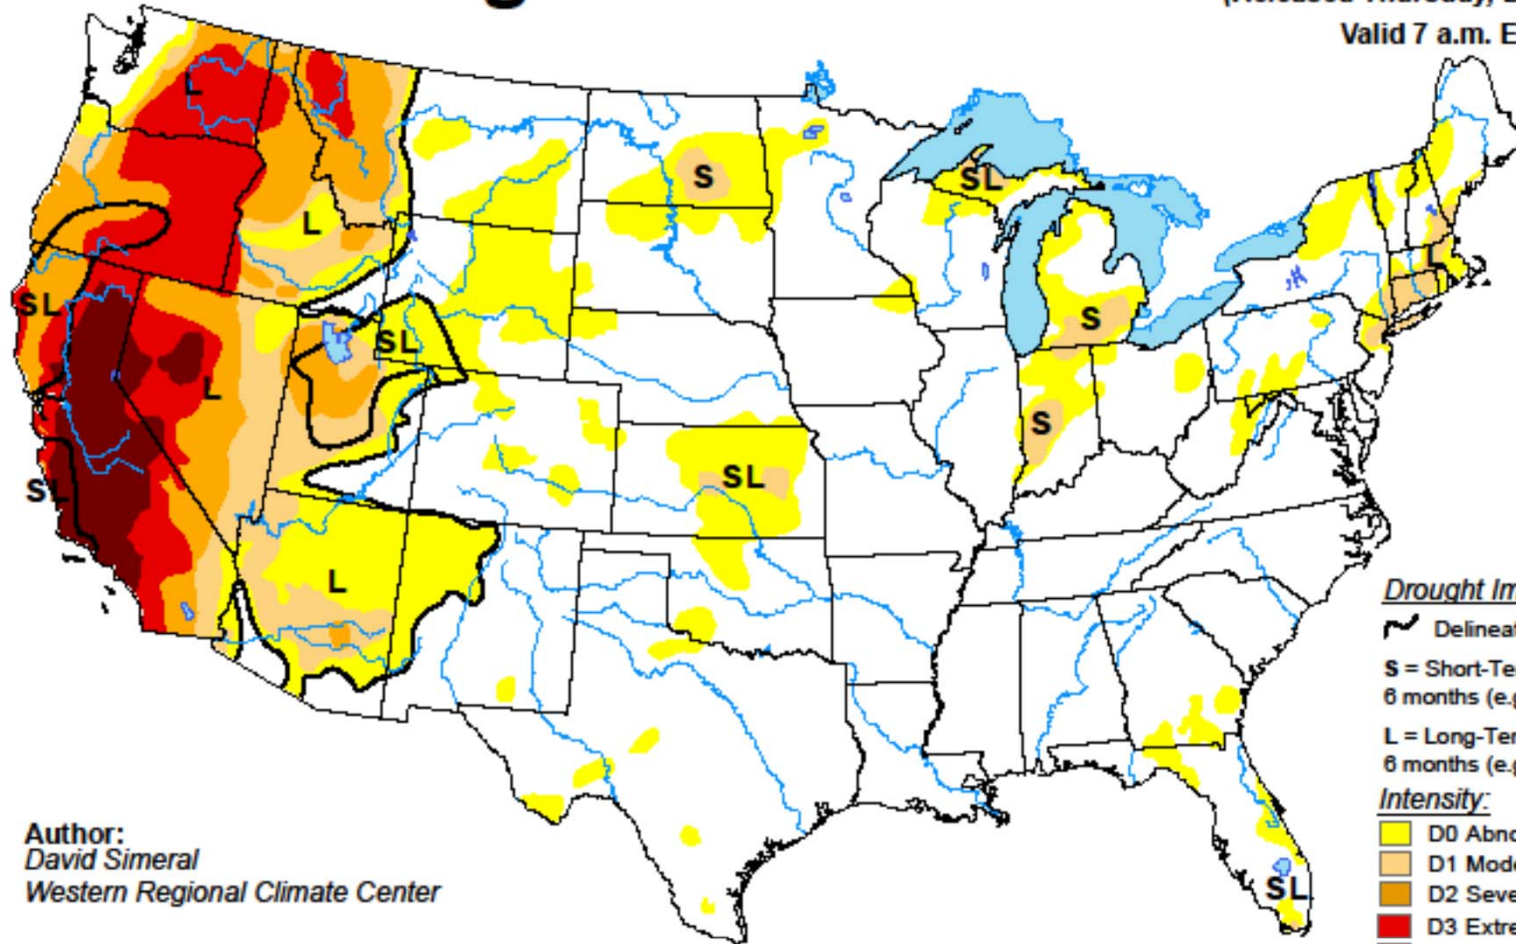 Valid 7 a.m. E
L
L
S
SL
L
SL
S
SL
L
S
SL
SL
L
Drought Im
Delineat
S = Short-Te
6 months (e.g
L = Long-Ter
6 months (e.g
Intensity:
D0 Abno
D1 Mode
D2 Seve
D3 Extre
SL
Author:
David Simeral
Western Regional Climate Center